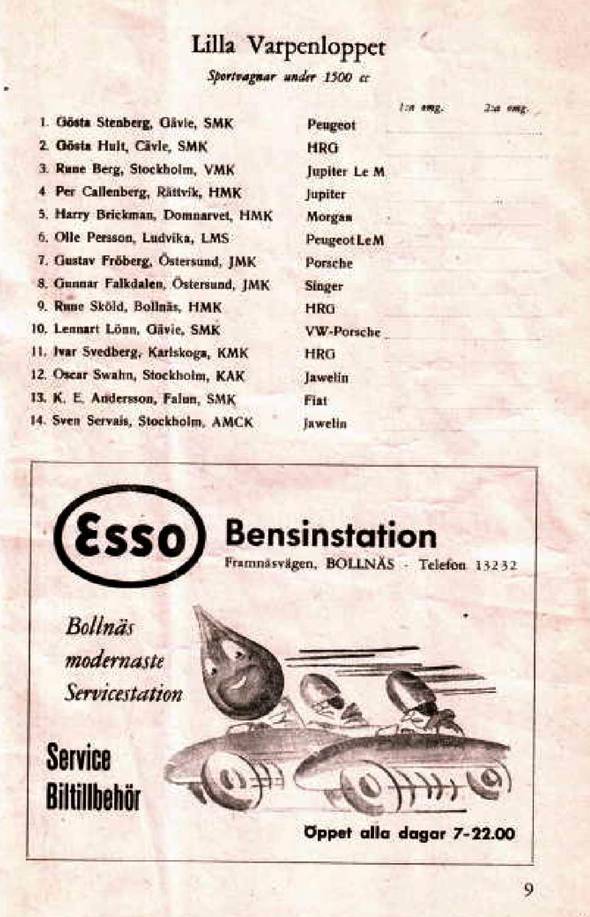 Lilla Varpenloppet
Sportvagnar under 1500 cc
1:a omg. 2:a omg.
1. Gösta Stenberg, Gävle, SMK Peugeot
2. Gösta Hult, Cävle, SMK HRG
3. Rune Berg, Stockholm, VMK Jupiter Le M
4 Per Callenberg, Rättvik, HMK Jupiter
5. Harry Brickman, Domnarvet, HMK Morgan
6. Olle Persson, Ludvika, LMS Peugeot LeM
7. Gustav Fröberg, Östersund, JMK Porsche
8. Gunnar Falkdalen, Östersund, JMK Singer
9. Rune Sköld, Bollnäs, HMK HRG
10. Lennart Lönn, Gävle, SMK VW-Porsche
11. Ivar Svedberg, Karlskoga, KMK HRG
12. Oscar Swahn, Stockholm, KAK Jawelin
13. K. E. Andersson, Falun, SMK Fiat
14. Sven Servais, Stockholm, AMCK Jawelin
Esso Bensinstation
Framnäsvägen, BOLLNÄS - Telefon 13232
Bollnäs
modernaste
Servicestation
Service
Biltillbehör
Öppet alla dagar 7-22.00
9